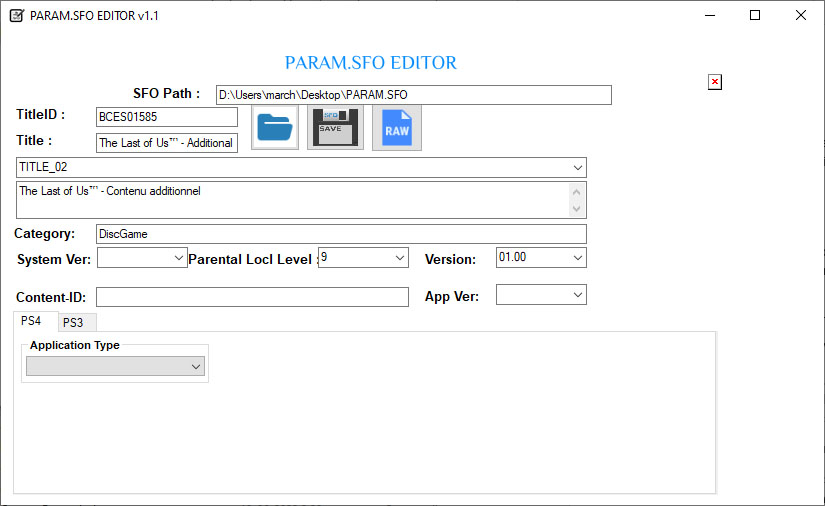 PARAM.SFO EDITOR v1.1
PARAM.SFO EDITOR
SFO Path :
D:\Users\march\Desktop\PARAM.SFO
TitleID :
BCES01585
SFO
SAVE
RAW
Title :
The Last of Us™ - Additional
TITLE_02
The Last of Us™ - Contenu additionnel
Category:
DiscGame
System Ver:
Parental Locl Level :
9
Version:
01.00
Content-ID:
App Ver:
PS4
PS3
Application Type